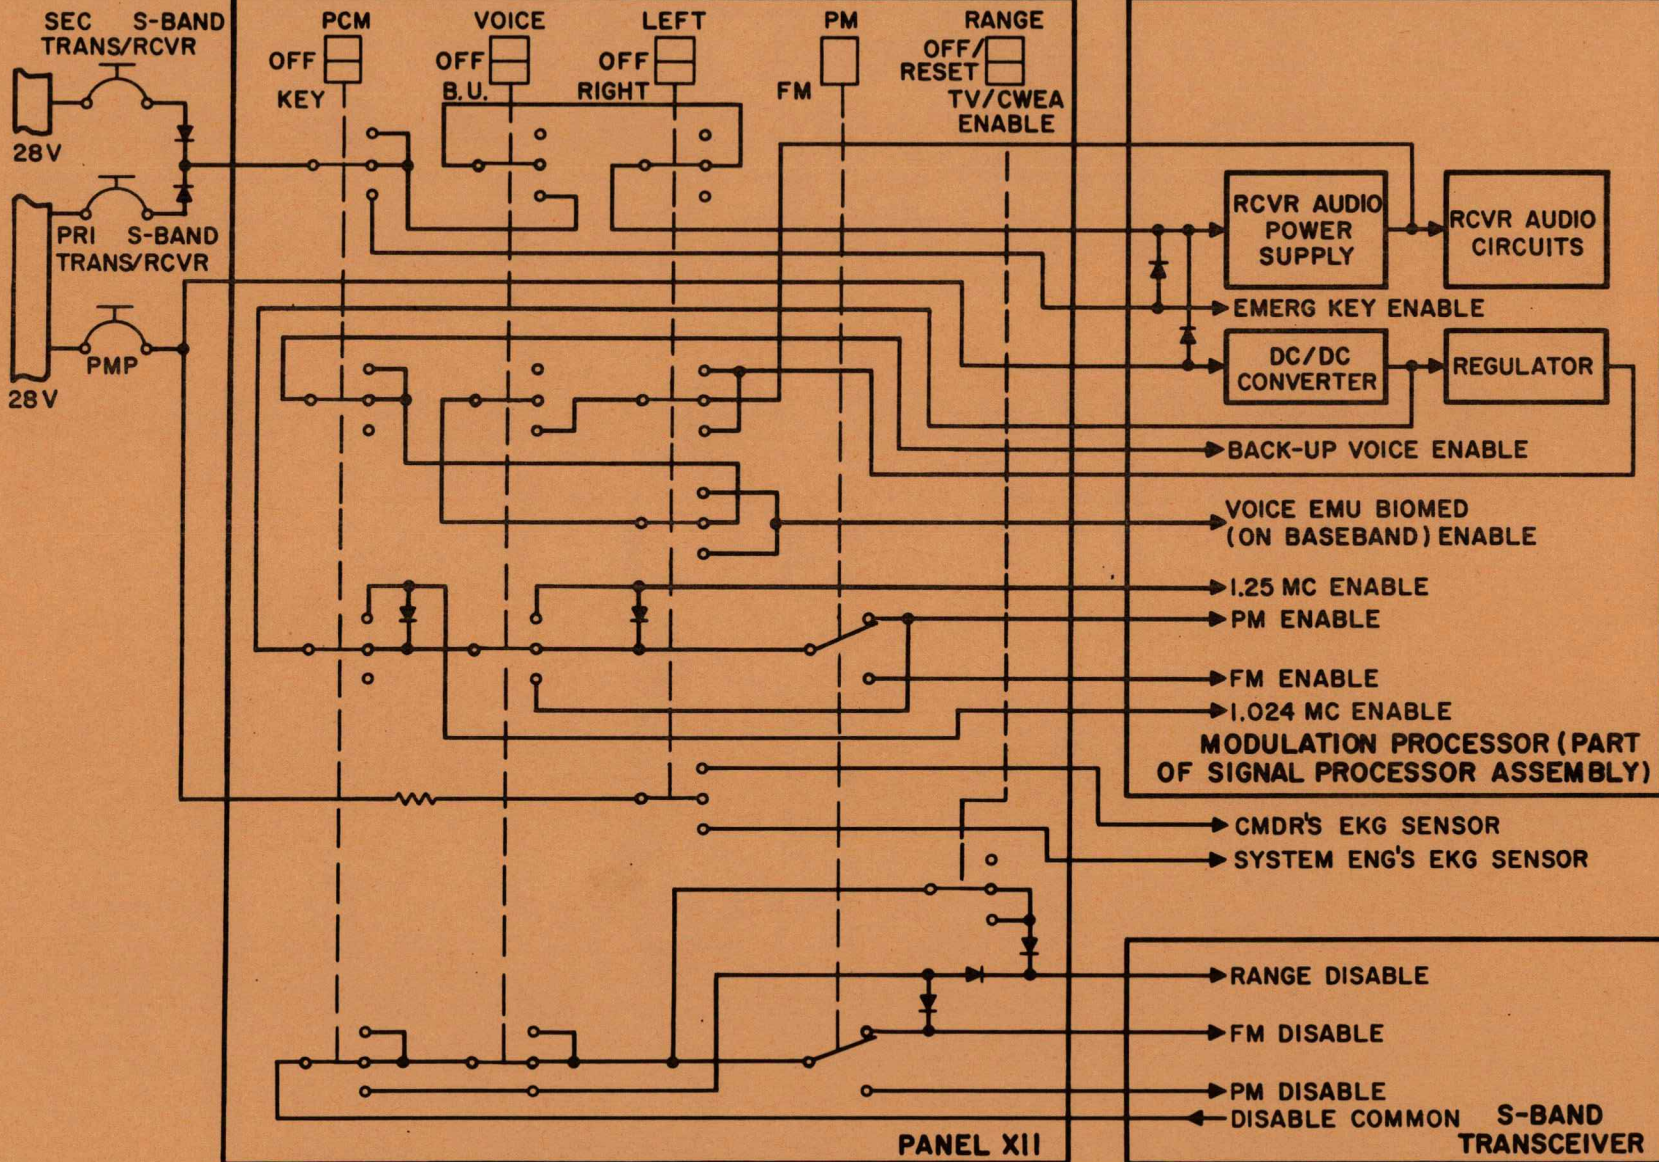 SEC S-BAND
TRANS/RCVR
28V
PRI S-BAND
TRANS/RCVR
PMP
28V
PCM
OFF
KEY
VOICE
OFF
B.U.
LEFT
OFF
RIGHT
PM
FM
RANGE
OFF/
RESET
TV/CWEA
ENABLE
RCVR AUDIO
POWER
SUPPLY
RCVR AUDIO
CIRCUITS
EMERG KEY ENABLE
DC/DC
CONVERTER
REGULATOR
BACK-UP VOICE ENABLE
VOICE EMU BIOMED
(ON BASEBAND) ENABLE
1.25 MC ENABLE
PM ENABLE
FM ENABLE
1.024 MC ENABLE
MODULATION PROCESSOR (PART
OF SIGNAL PROCESSOR ASSEMBLY)
CMDR'S EKG SENSOR
SYSTEM ENG'S EKG SENSOR
RANGE DISABLE
FM DISABLE
PM DISABLE
DISABLE COMMON
S-BAND
TRANSCEIVER
PANEL XII